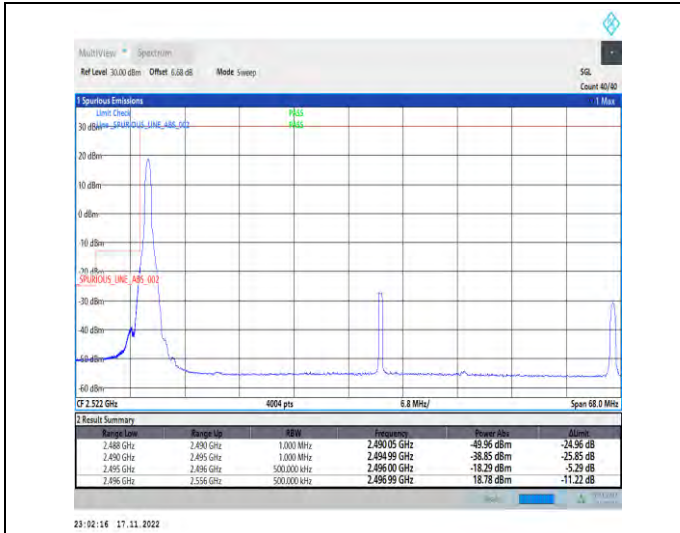 MultiView Spectrum
Ref Level 30.00 dBm Offset 6.68 dB Mode Sweep SGL
Count 40/40
1 Spurious Emissions 1 Max
Limit Check PASS
30 dBm Line _SPURIOUS_LINE_ABS_002 PASS
20 dBm
10 dBm
0 dBm
-10 dBm
-20 dBm
_SPURIOUS_LINE_ABS_002
-30 dBm
-40 dBm
-50 dBm
-60 dBm
CF 2.522 GHz 4004 pts 6.8 MHz/ Span 68.0 MHz
2 Result Summary
Range Low Range Up RBW Frequency Power Abs ΔLimit
2.488 GHz 2.490 GHz 1.000 MHz 2.490 05 GHz -49.96 dBm -24.96 dB
2.490 GHz 2.495 GHz 1.000 MHz 2.494 99 GHz -38.85 dBm -25.85 dB
2.495 GHz 2.496 GHz 500.000 kHz 2.496 00 GHz -18.29 dBm -5.29 dB
2.496 GHz 2.556 GHz 500.000 kHz 2.496 99 GHz 18.78 dBm -11.22 dB
23:02:16 17.11.2022